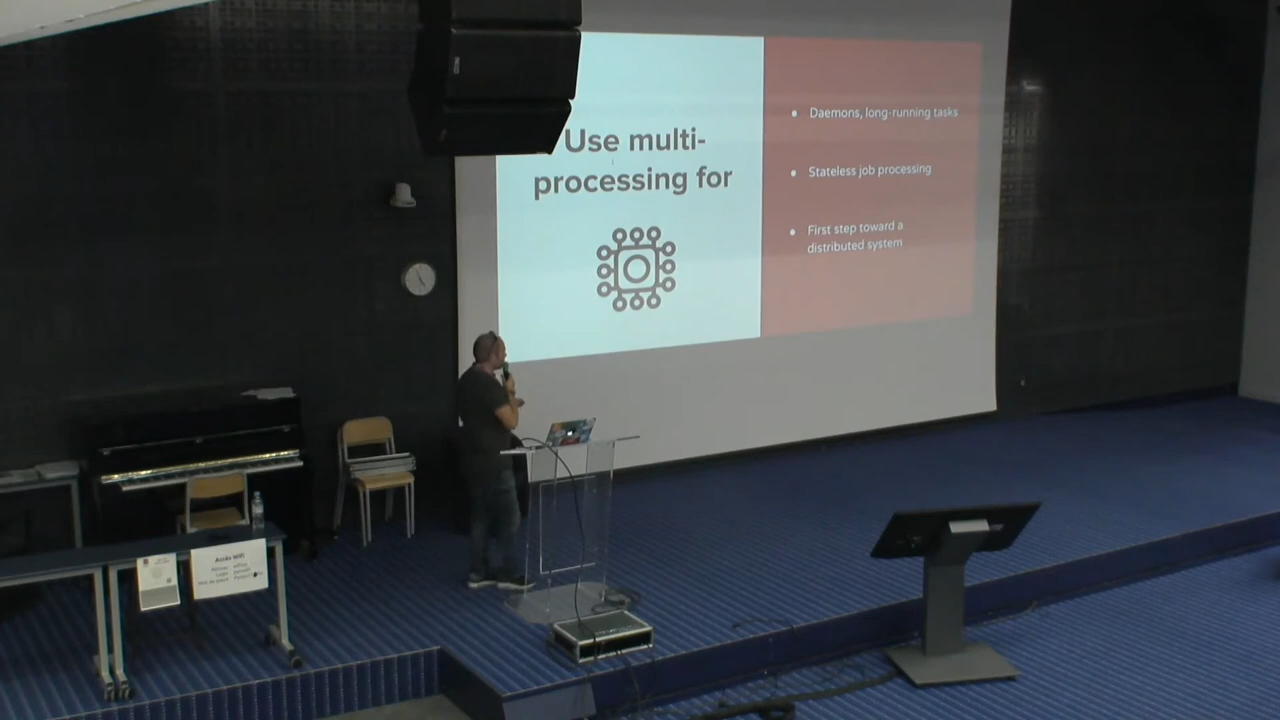 Use multi-
processing for
• Daemons, long-running tasks
• Stateless job processing
• First step toward a
distributed system
Accès WiFi